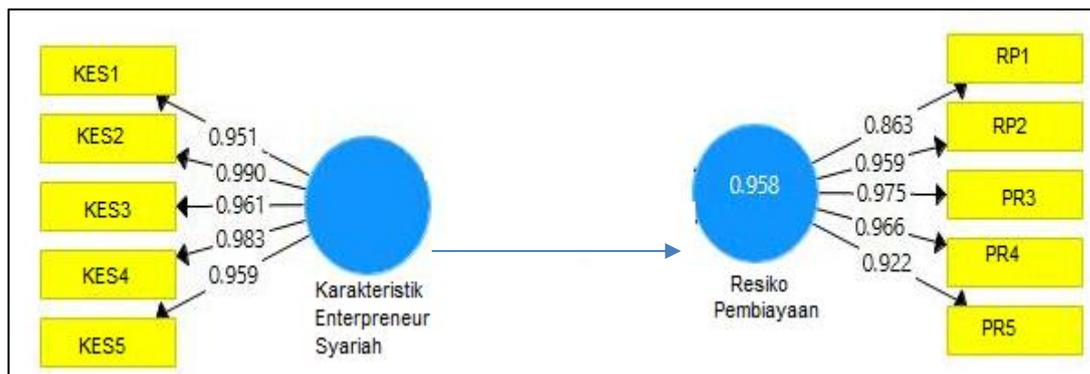 KES1
KES2
KES3
KES4
KES5
0.951
0.990
0.961
0.983
0.959
Karakteristik
Enterpreneur
Syariah
0.958
Resiko
Pembiayaan
0.863
0.959
0.975
0.966
0.922
RP1
RP2
PR3
PR4
PR5